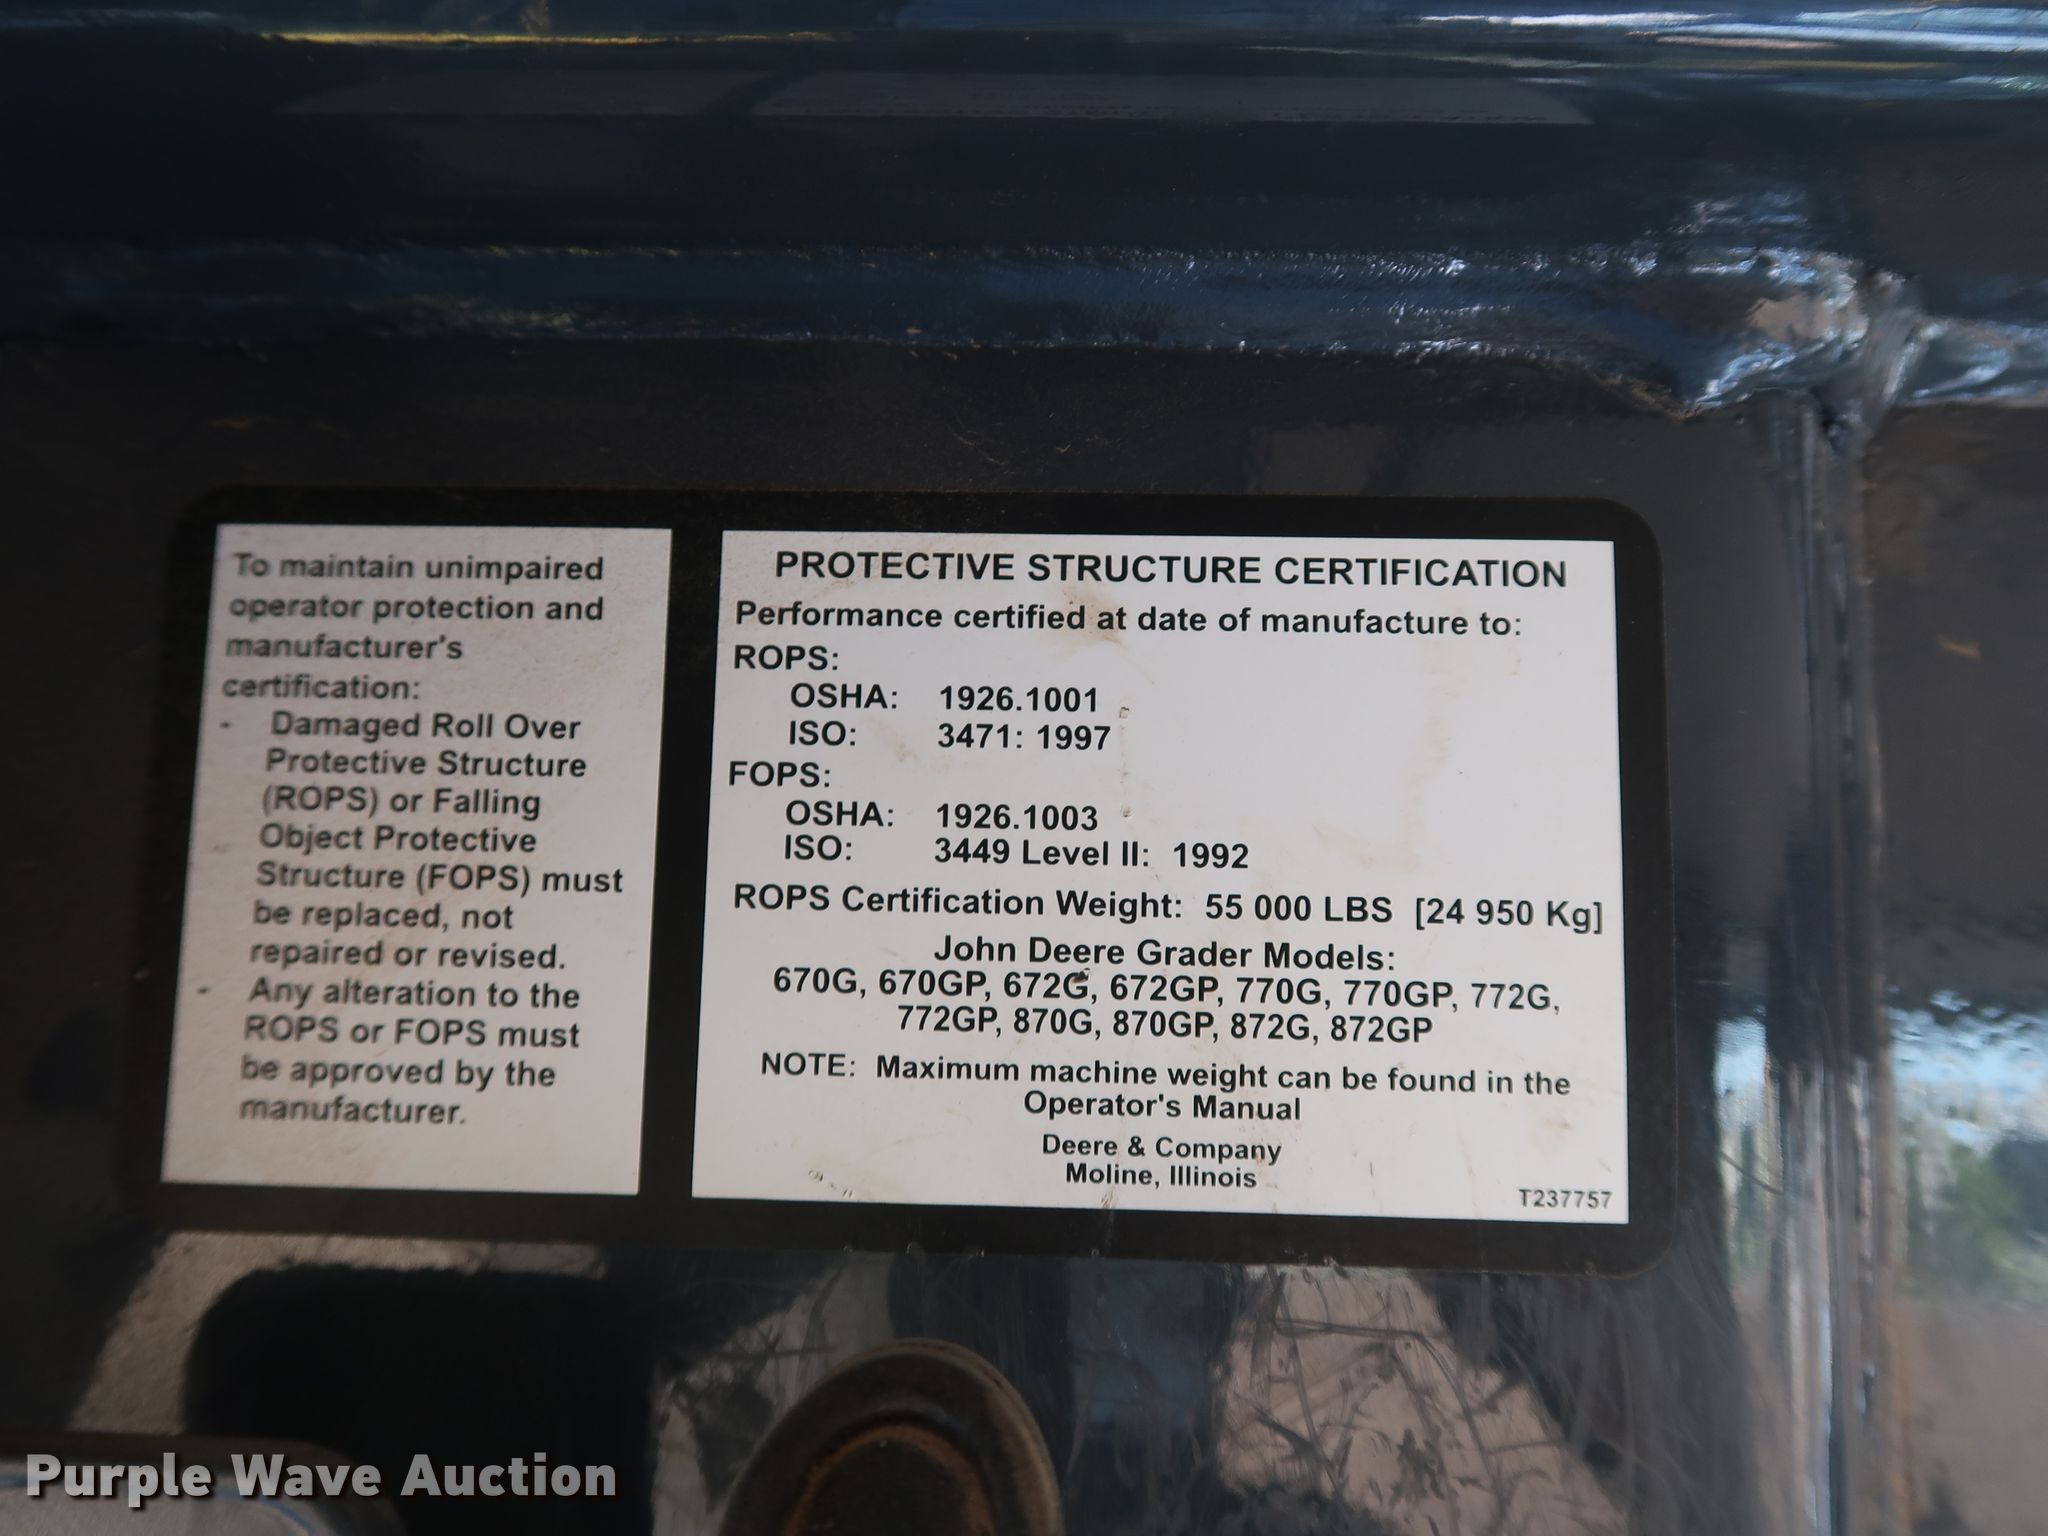 To maintain unimpaired
operator protection and
manufacturer's
certification:
- Damaged Roll Over
Protective Structure
(ROPS) or Falling
Object Protective
Structure (FOPS) must
be replaced, not
repaired or revised.
- Any alteration to the
ROPS or FOPS must
be approved by the
manufacturer.
PROTECTIVE STRUCTURE CERTIFICATION
Performance certified at date of manufacture to:
ROPS:
OSHA: 1926.1001
ISO: 3471: 1997
FOPS:
OSHA: 1926.1003
ISO: 3449 Level II: 1992
ROPS Certification Weight: 55 000 LBS [24 950 Kg]
John Deere Grader Models:
670G, 670GP, 672G, 672GP, 770G, 770GP, 772G,
772GP, 870G, 870GP, 872G, 872GP
NOTE: Maximum machine weight can be found in the
Operator's Manual
Deere & Company
Moline, Illinois
T237757
Purple Wave Auction